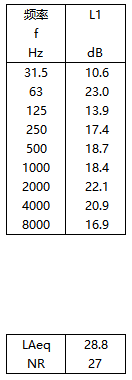 频率 L1
f
Hz dB
31.5 10.6
63 23.0
125 13.9
250 17.4
500 18.7
1000 18.4
2000 22.1
4000 20.9
8000 16.9
LAeq 28.8
NR 27